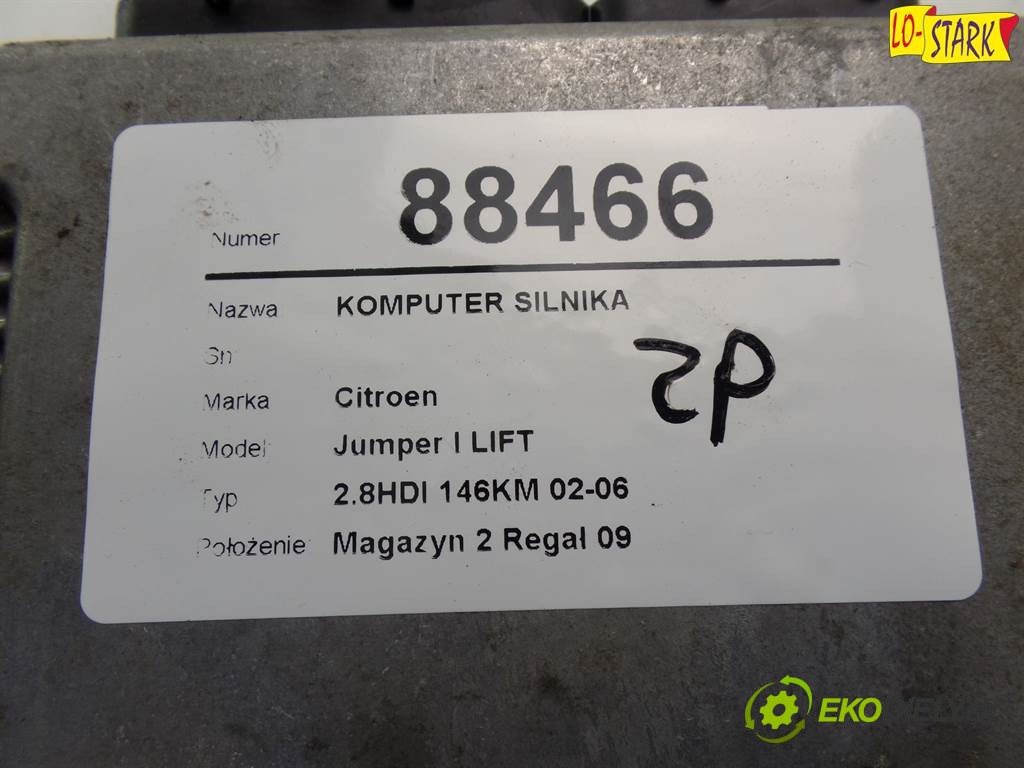 LO-STARK
Numer 88466
Nazwa KOMPUTER SILNIKA
Sn
Marka Citroen
ZP
Model Jumper I LIFT
Typ 2.8HDI 146KM 02-06
Położenie Magazyn 2 Regał 09
EKO